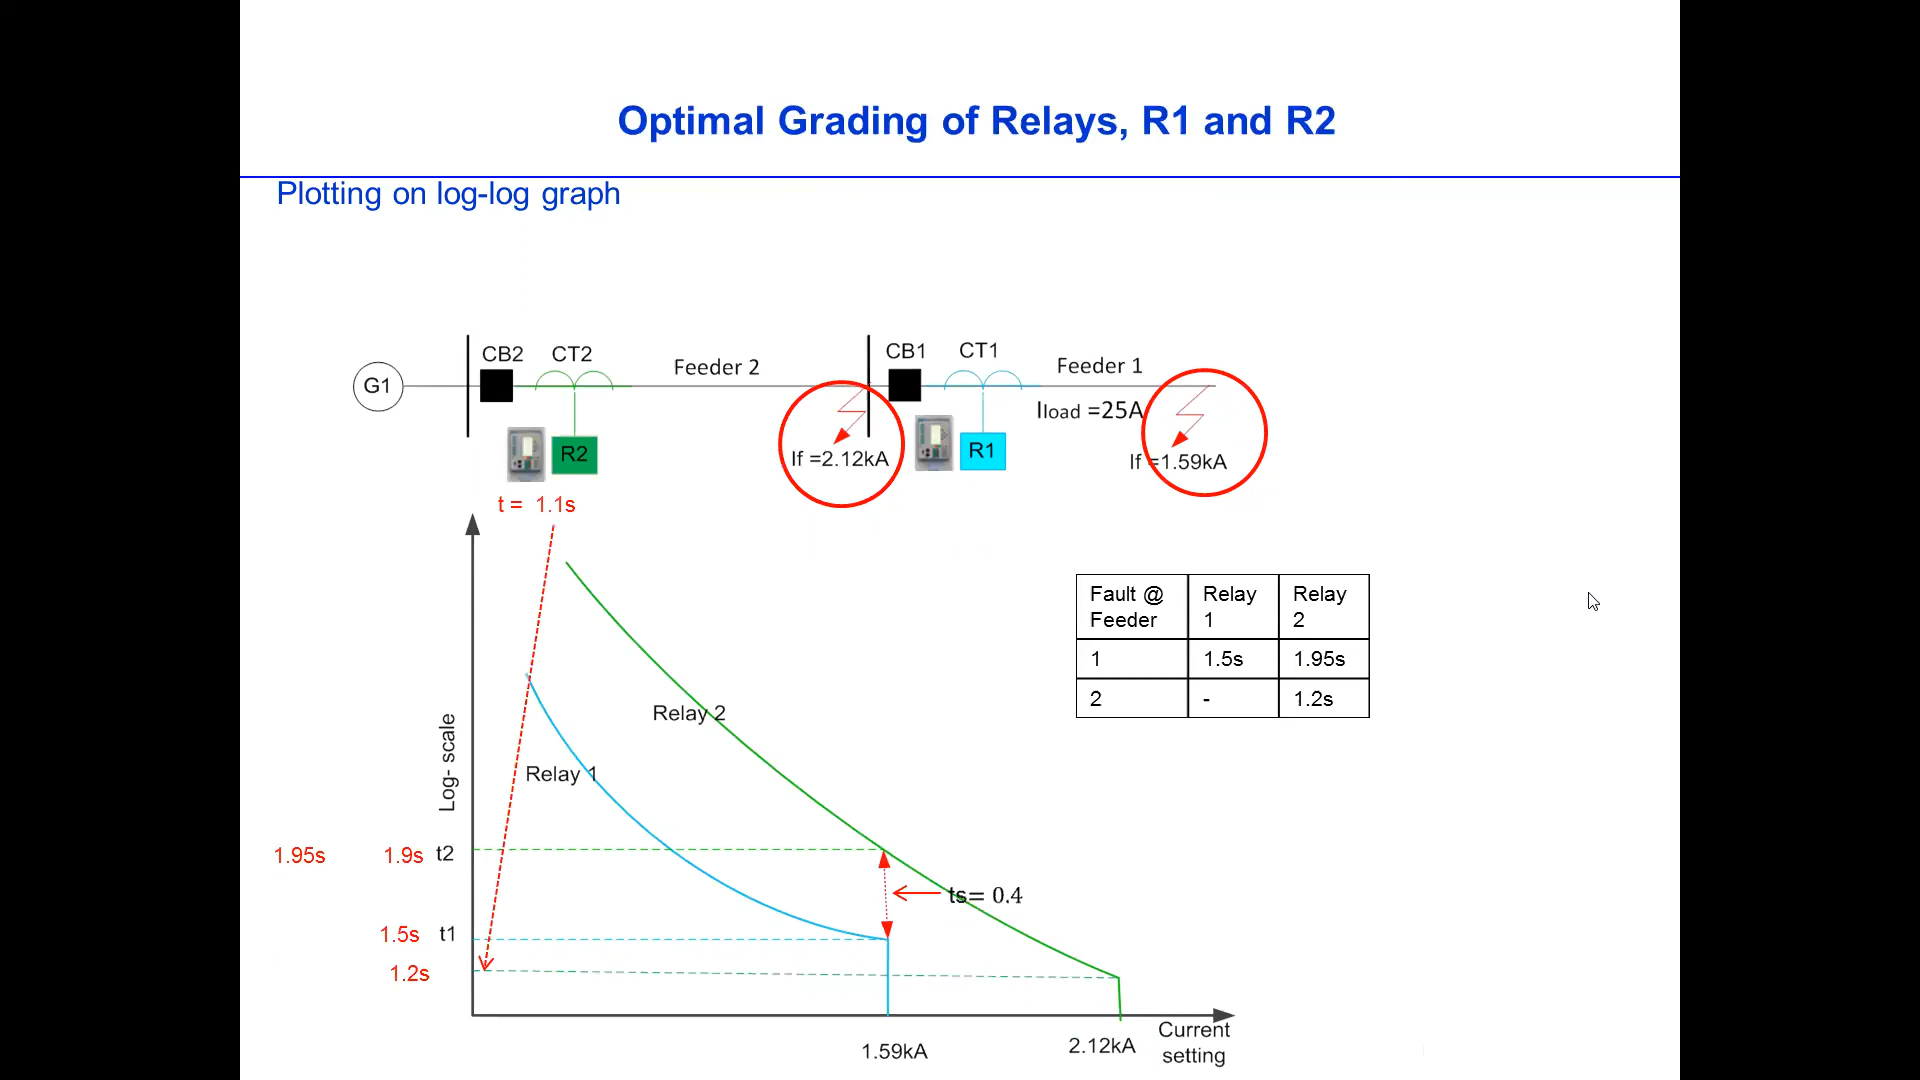 Optimal Grading of Relays, R1 and R2
Plotting on log-log graph
CB2 CT2
Feeder 2
CB1 CT1
Feeder 1
G1
Iload =25A
R2
If =2.12kA
R1
If =1.59kA
t = 1.1s
Fault @ Feeder
Relay 1
Relay 2
1 1.5s 1.95s
2 - 1.2s
Log- scale
Relay 2
Relay 1
1.95s 1.9s t2
ts= 0.4
1.5s t1
1.2s
1.59kA
2.12kA
Current
setting